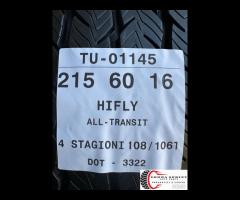 TU-01145
215 60 16
HIFLY
ALL-TRANSIT
4 STAGIONI 108/106T
DOT - 3322